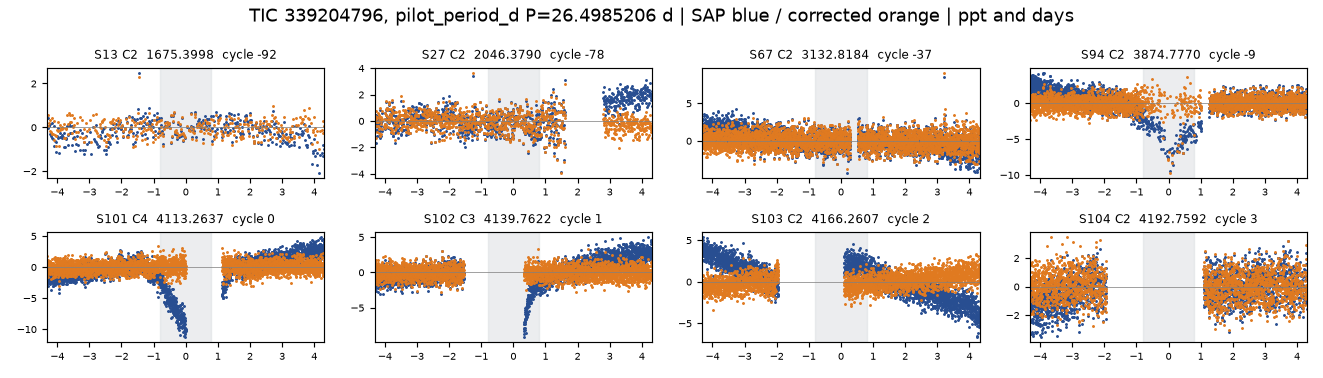 TIC 339204796, pilot_period_d P=26.4985206 d | SAP blue / corrected orange | ppt and days
S13 C2 1675.3998 cycle -92
S27 C2 2046.3790 cycle -78
S67 C2 3132.8184 cycle -37
S94 C2 3874.7770 cycle -9
2
0
−2
−4 −3 −2 −1 0 1 2 3 4
4
2
0
−2
−4
−4 −3 −2 −1 0 1 2 3 4
5
0
−4 −3 −2 −1 0 1 2 3 4
0
−5
−10
−4 −3 −2 −1 0 1 2 3 4
S101 C4 4113.2637 cycle 0
S102 C3 4139.7622 cycle 1
S103 C2 4166.2607 cycle 2
S104 C2 4192.7592 cycle 3
5
0
−5
−10
−4 −3 −2 −1 0 1 2 3 4
5
0
−5
−4 −3 −2 −1 0 1 2 3 4
5
0
−5
−4 −3 −2 −1 0 1 2 3 4
2
0
−2
−4 −3 −2 −1 0 1 2 3 4